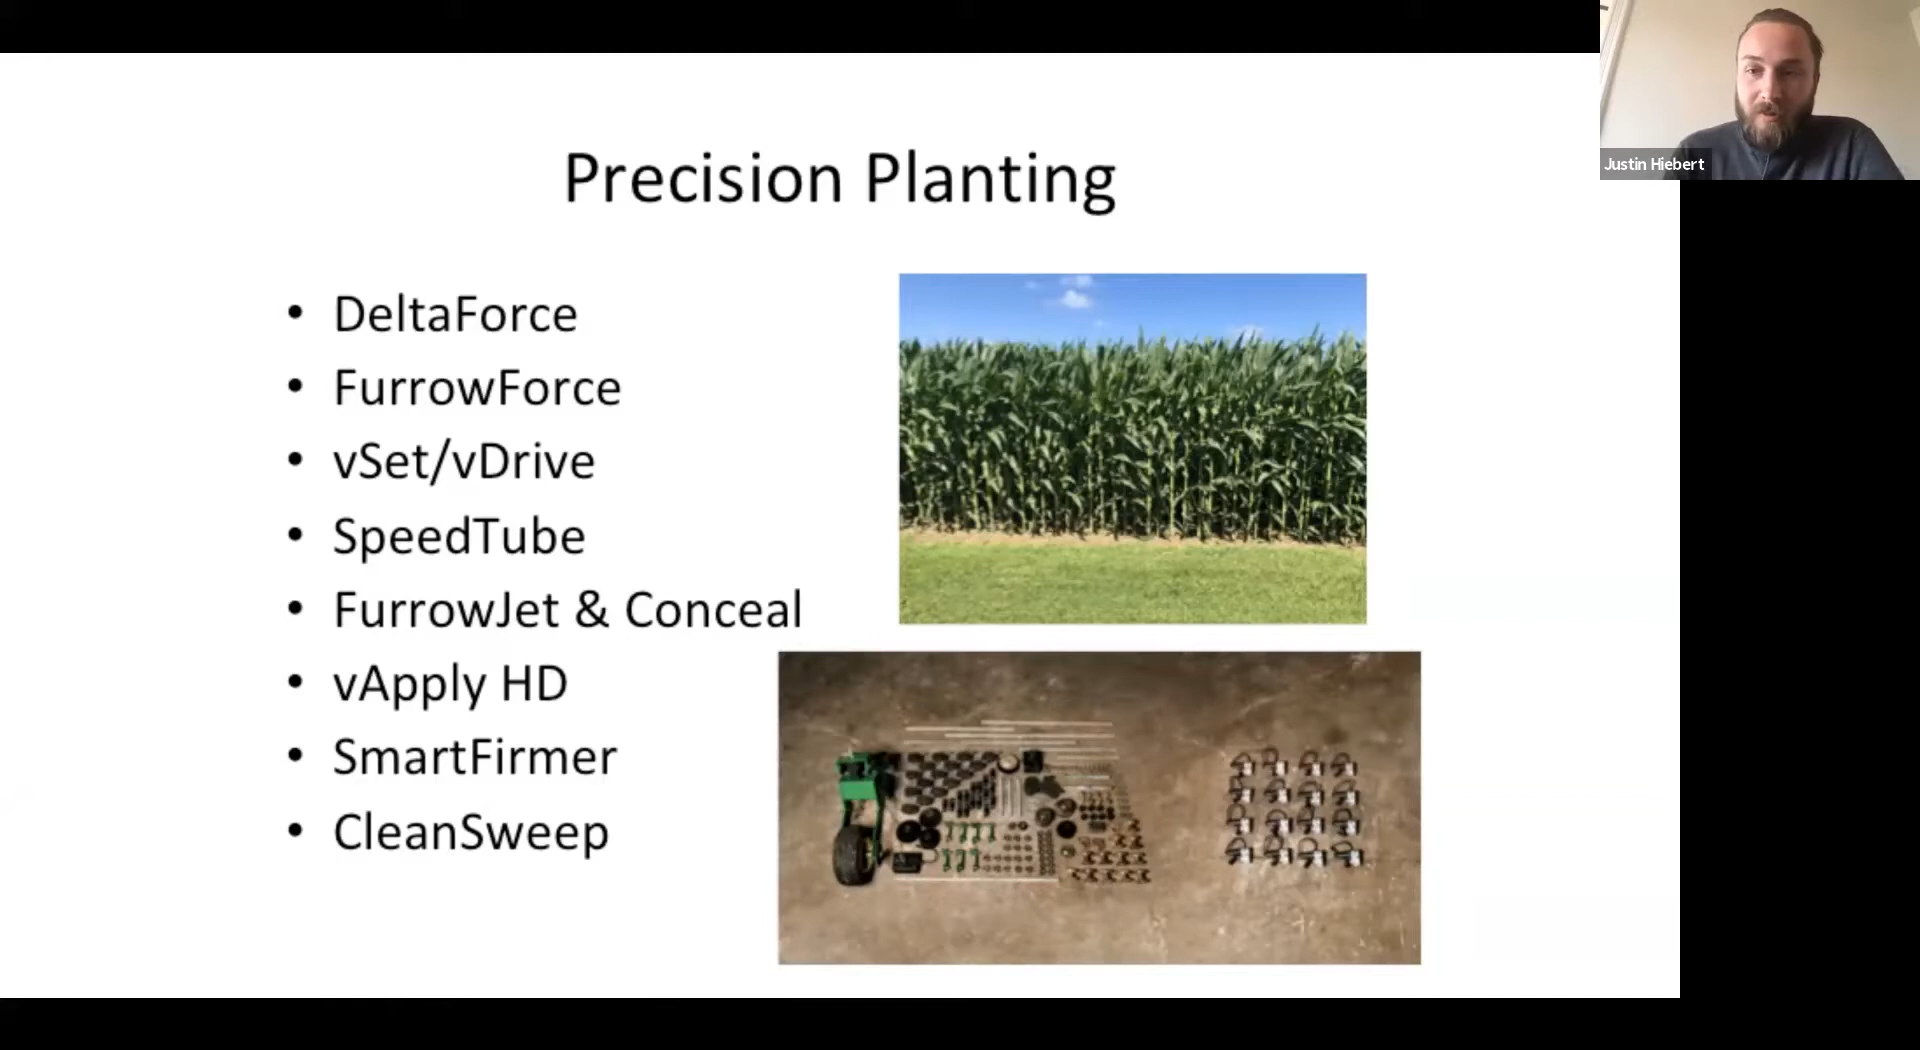 Precision Planting
• DeltaForce
• FurrowForce
• vSet/vDrive
• SpeedTube
• FurrowJet & Conceal
• vApply HD
• SmartFirmer
• CleanSweep
Justin Hiebert